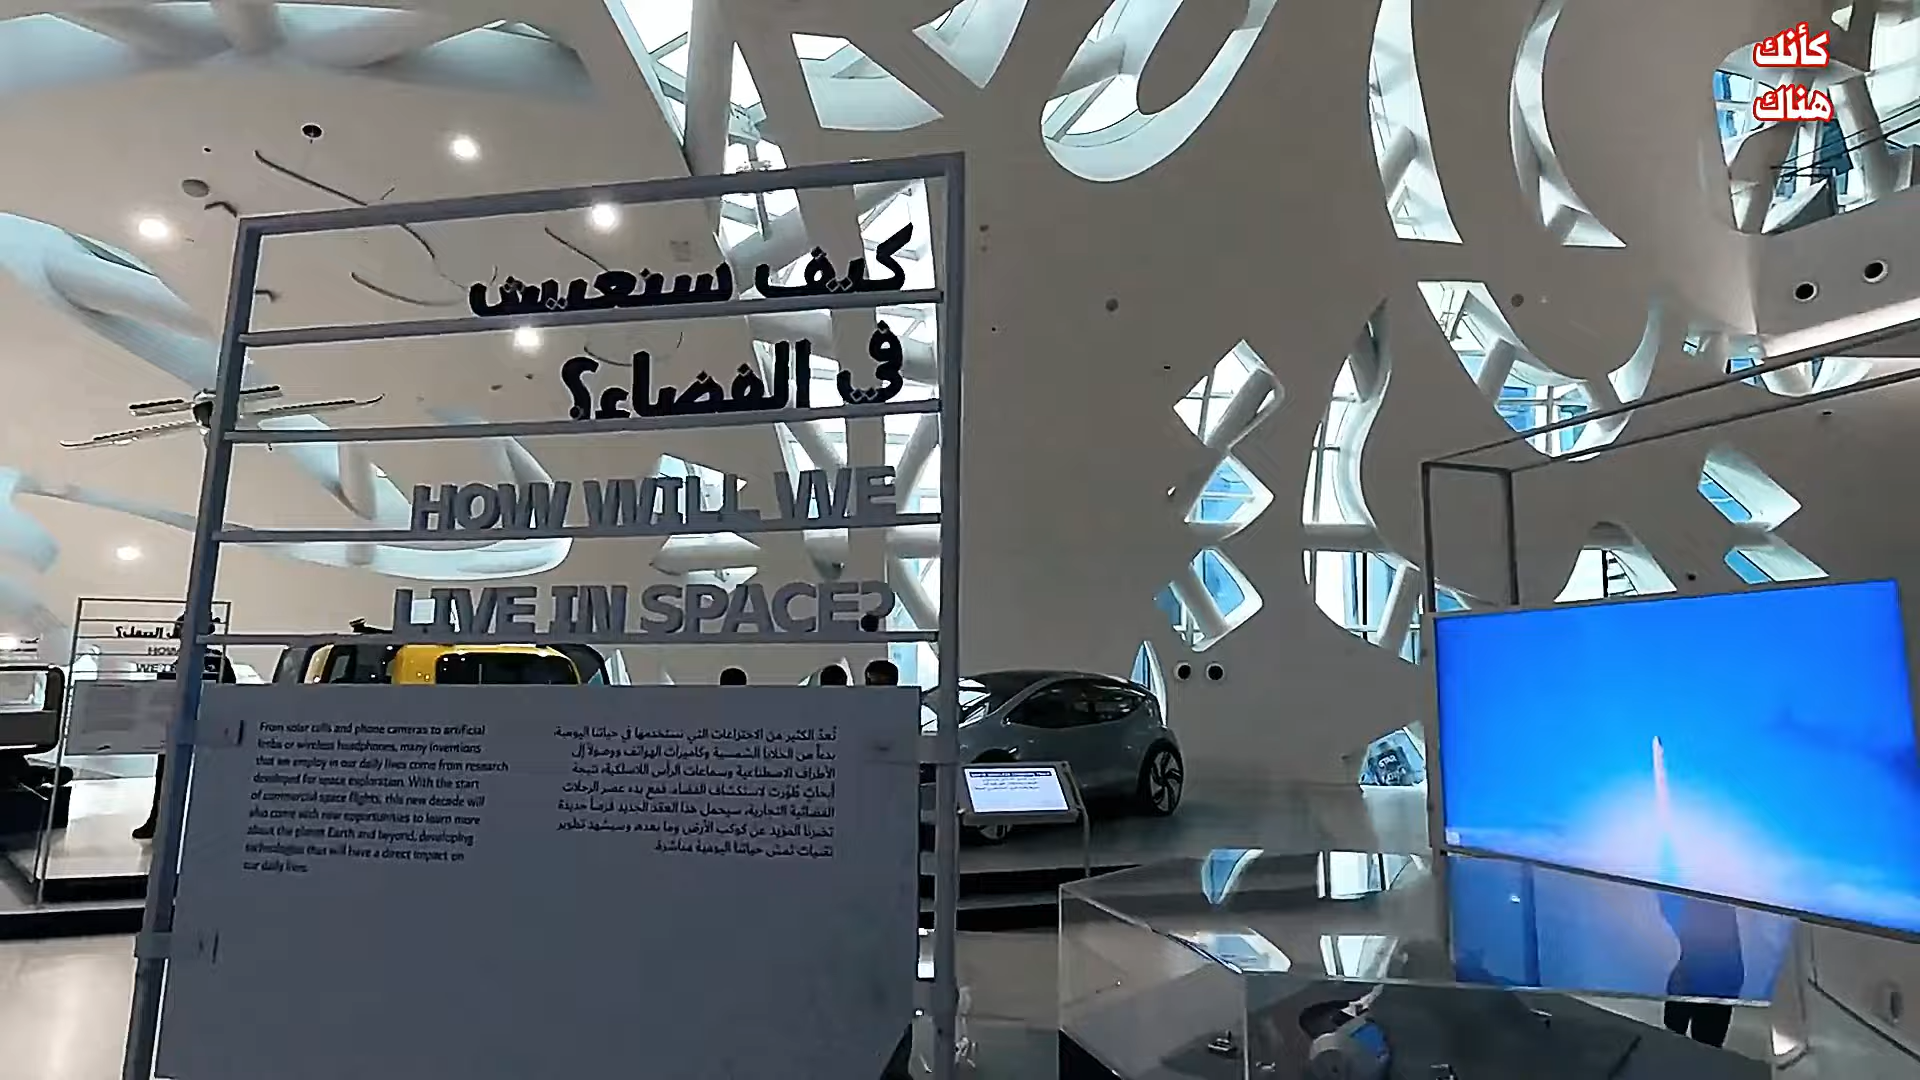 كأنك
هناك
كيف سنعيش
في الفضاء؟
HOW WILL WE
LIVE IN SPACE?
From solar cells and phone cameras to artificial
limbs or wireless headphones, many inventions
that we employ in our daily lives come from research
developed for space exploration. With the start
of commercial space flights, this new decade will
also come with new opportunities to learn more
about the planet Earth and beyond, developing
technologies that will have a direct impact on
our daily lives.
تُعدّ الكثير من الاختراعات التي نستخدمها في حياتنا اليومية،
بدءاً من الخلايا الشمسية وكاميرات الهواتف ووصولاً إلى
الأطراف الاصطناعية وسماعات الرأس اللاسلكية، نتيجة
أبحاث طُوّرت لاستكشاف الفضاء. فمع بدء عصر الرحلات
الفضائية التجارية، سيحمل هذا العقد الجديد فرصاً جديدة
تخبرنا المزيد عن كوكب الأرض وما بعده، وسيشهد تطوير
تقنيات تمسّ حياتنا اليومية مباشرة.
HOW